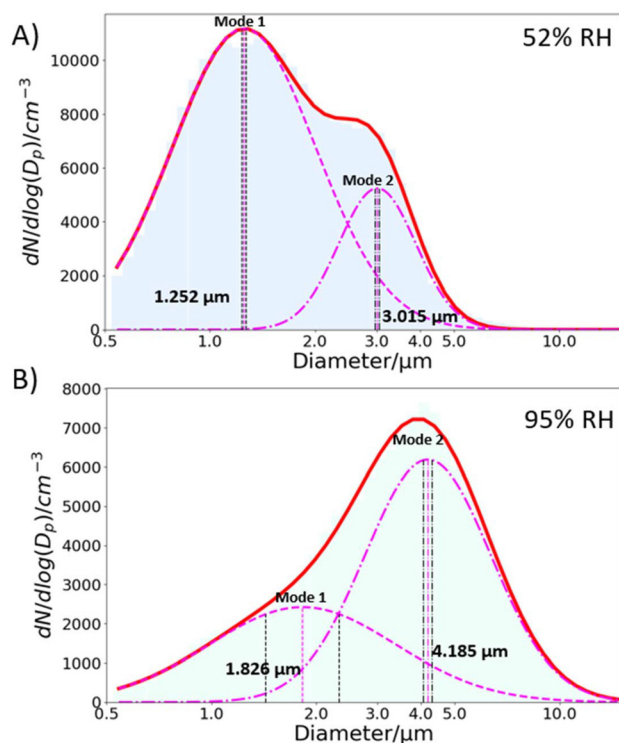 A)
52% RH
Mode 1
Mode 2
1.252 μm
3.015 μm
dN/dlog(Dₚ)/cm⁻³
10000
8000
6000
4000
2000
0
0.5 1.0 2.0 3.0 4.0 5.0 10.0
Diameter/μm
B)
95% RH
Mode 2
Mode 1
1.826 μm
4.185 μm
dN/dlog(Dₚ)/cm⁻³
8000
7000
6000
5000
4000
3000
2000
1000
0
0.5 1.0 2.0 3.0 4.0 5.0 10.0
Diameter/μm